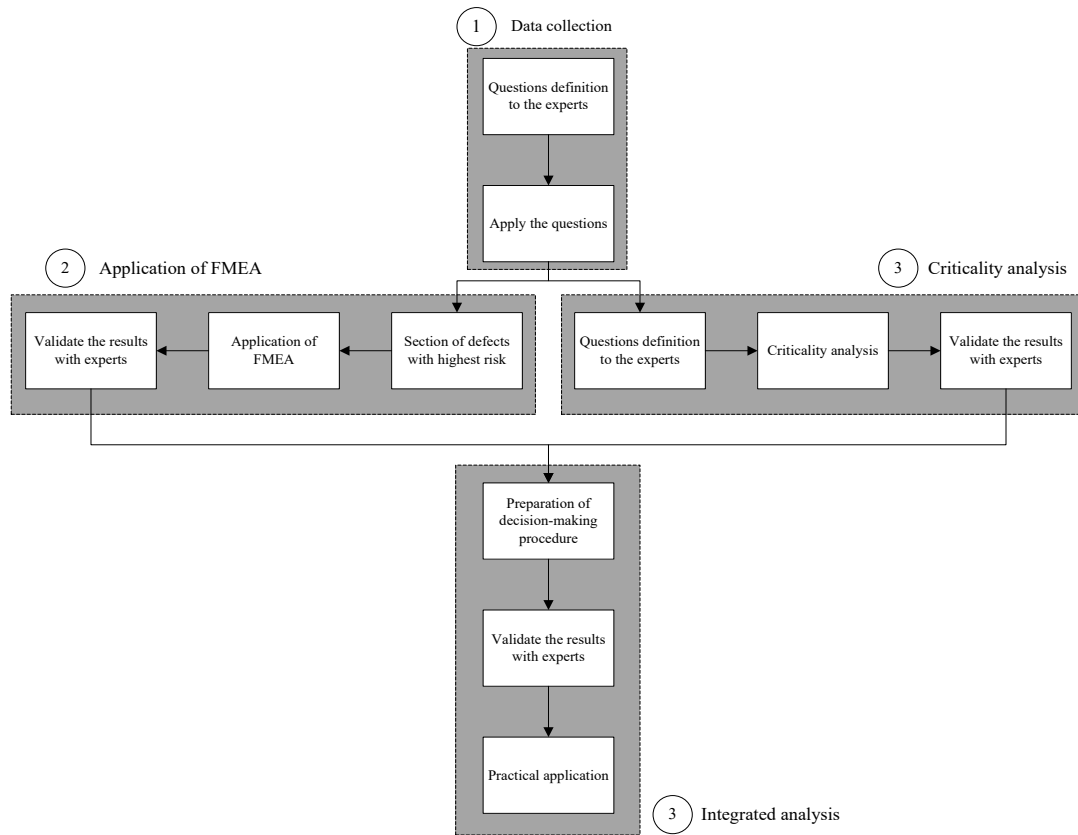 1 Data collection
Questions definition
to the experts
Apply the questions
2 Application of FMEA
3 Criticality analysis
Validate the results
with experts
Application of
FMEA
Section of defects
with highest risk
Questions definition
to the experts
Criticality analysis
Validate the results
with experts
Preparation of
decision-making
procedure
Validate the results
with experts
Practical application
3 Integrated analysis